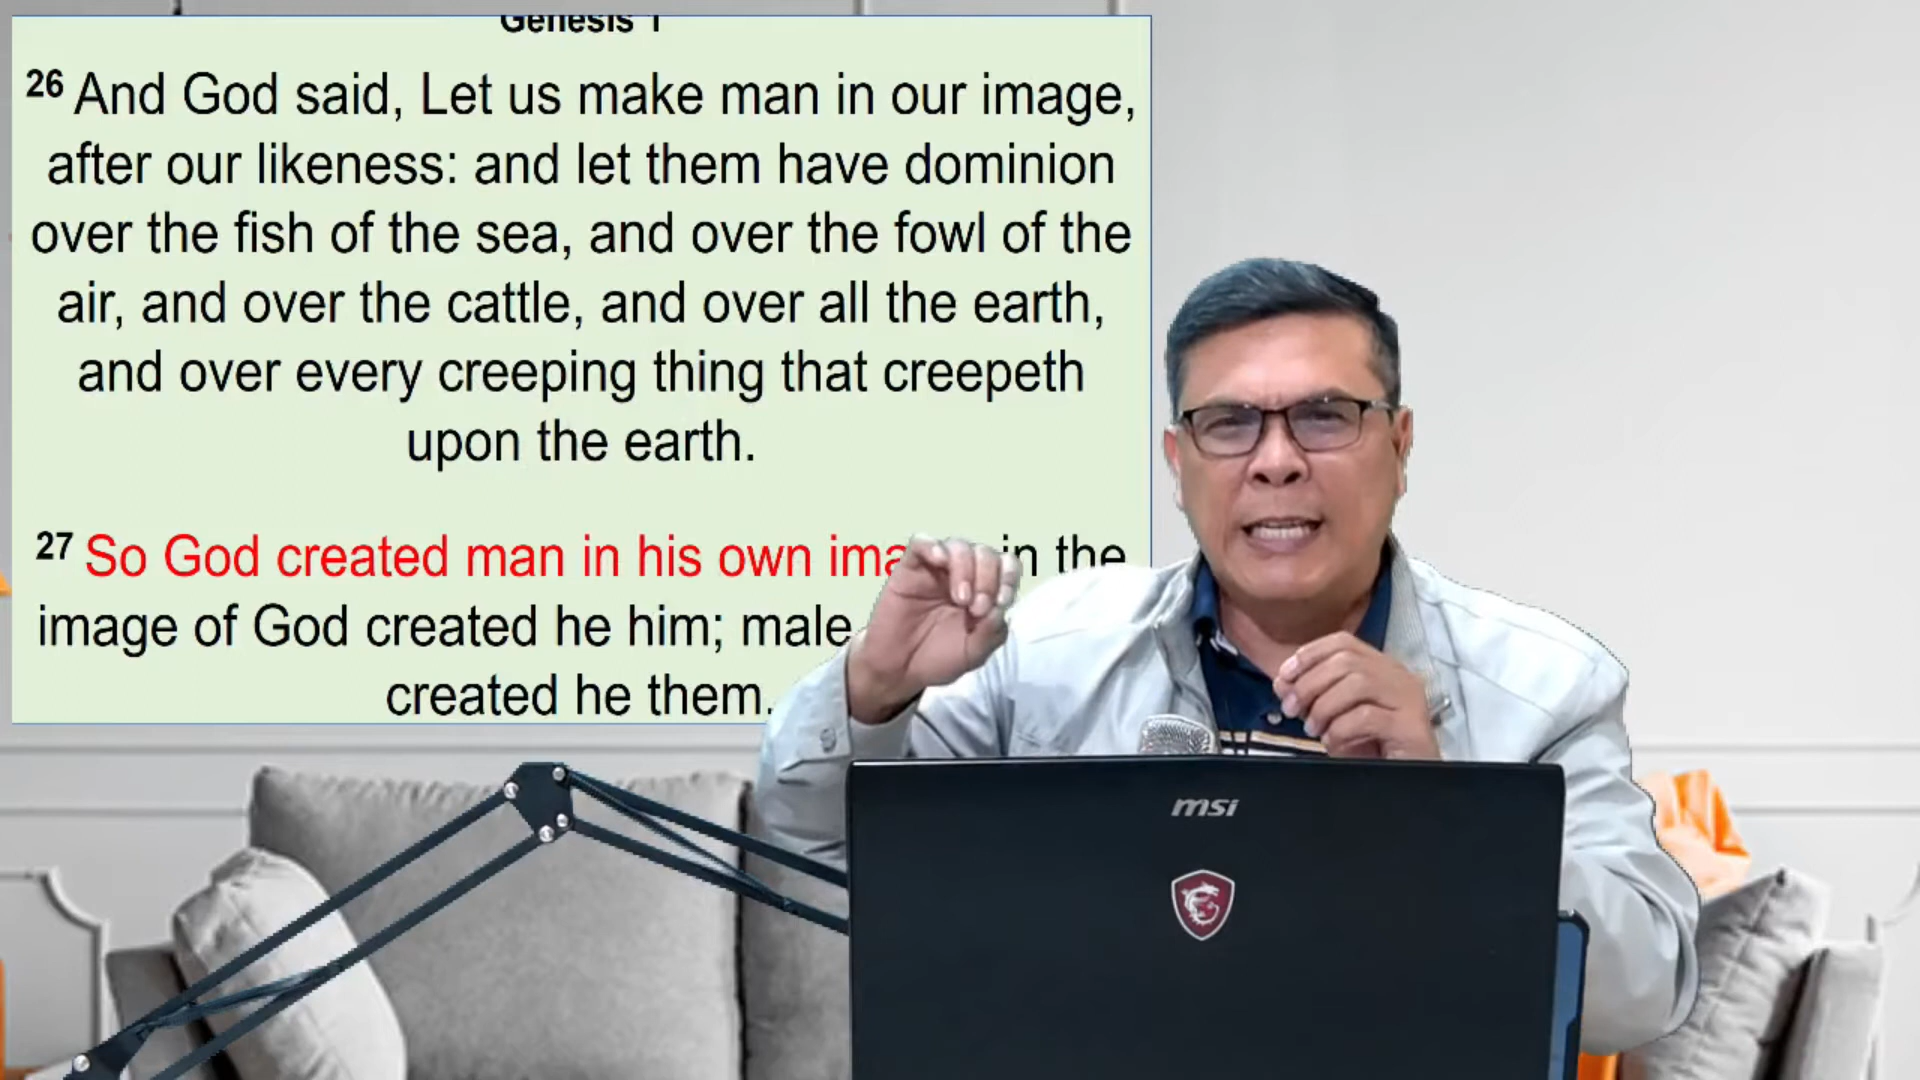 Genesis 1
26 And God said, Let us make man in our image,
after our likeness: and let them have dominion
over the fish of the sea, and over the fowl of the
air, and over the cattle, and over all the earth,
and over every creeping thing that creepeth
upon the earth.
27 So God created man in his own in the
image of God created he him; male
created he them.
msi